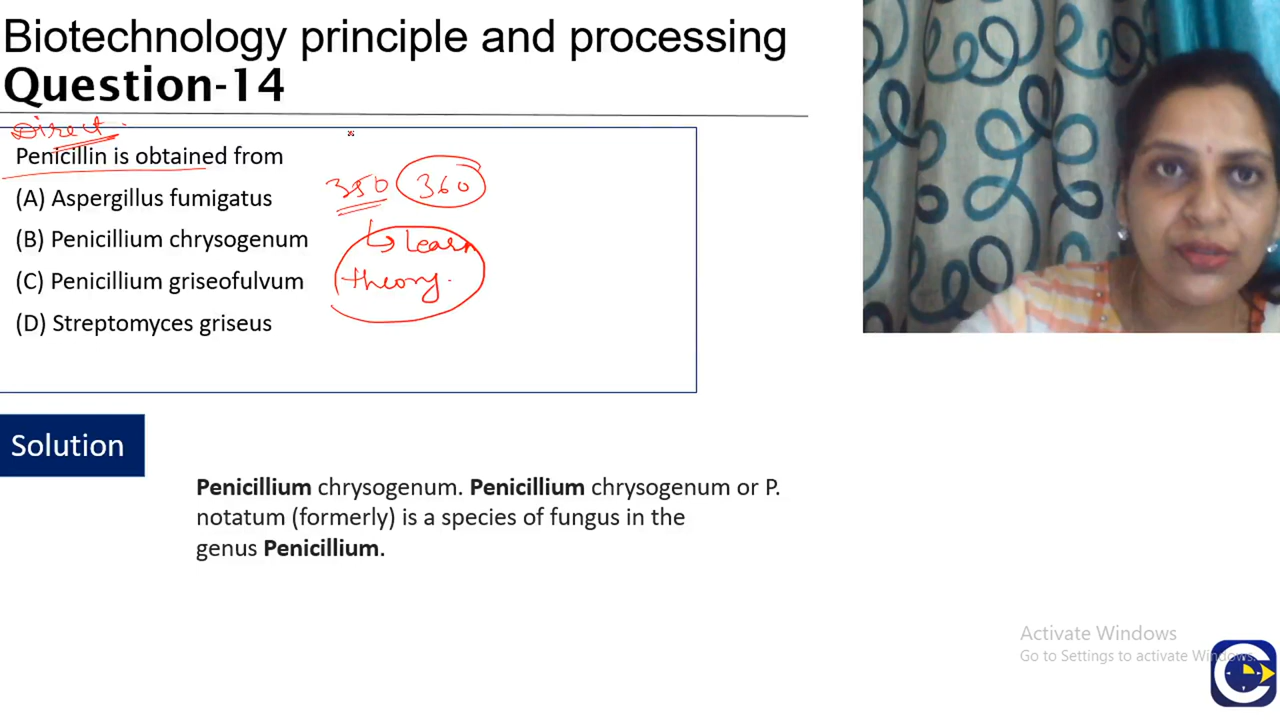 Biotechnology principle and processing
Question-14
Direct.
Penicillin is obtained from
(A) Aspergillus fumigatus
350 360
(B) Penicillium chrysogenum
↳ learn
(C) Penicillium griseofulvum
theory.
(D) Streptomyces griseus
Solution
Penicillium chrysogenum. Penicillium chrysogenum or P.
notatum (formerly) is a species of fungus in the
genus Penicillium.
Activate Windows
Go to Settings to activate Windows.